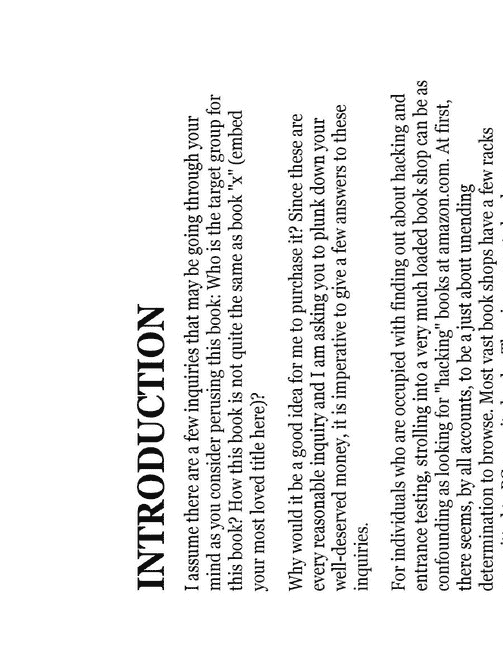 INTRODUCTION
I assume there are a few inquiries that may be going through your
mind as you consider perusing this book: Who is the target group for
this book? How this book is not quite the same as book "x" (embed
your most loved title here)?
Why would it be a good idea for me to purchase it? Since these are
every reasonable inquiry and I am asking you to plunk down your
well-deserved money, it is imperative to give a few answers to these
inquiries.
For individuals who are occupied with finding out about hacking and
entrance testing, strolling into a very much loaded book shop can be as
confounding as looking for "hacking" books at amazon.com. At first,
there seems, by all accounts, to be a just about unending
determination to browse. Most vast book shops have a few racks